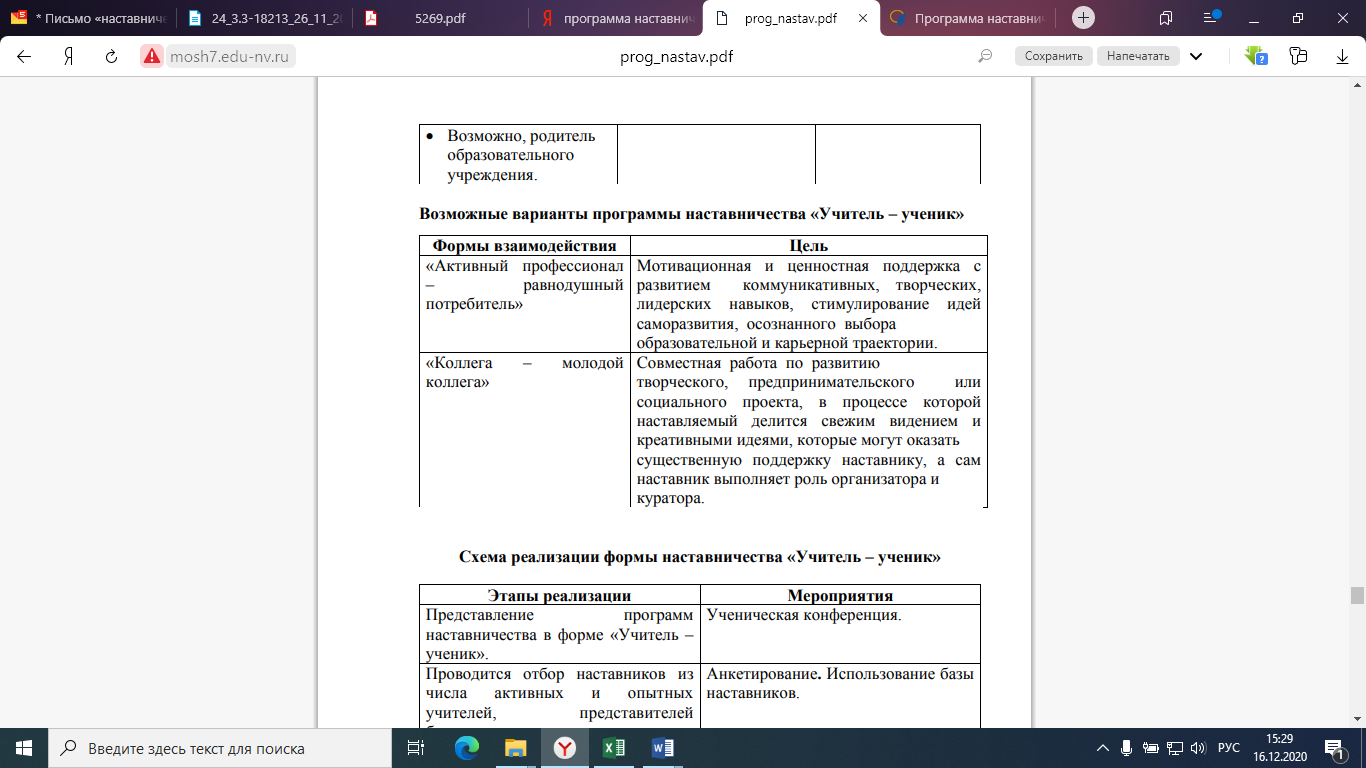 * Письмо «наставниче
24_3.3-18213_26_11_20
5269.pdf
программа наставнич
prog_nastav.pdf
Программа наставнич
mosh7.edu-nv.ru
prog_nastav.pdf
Сохранить
Напечатать
• Возможно, родитель
образовательного
учреждения.
Возможные варианты программы наставничества «Учитель – ученик»
Формы взаимодействия
Цель
«Активный профессионал
– равнодушный
потребитель»
Мотивационная и ценностная поддержка с
развитием коммуникативных, творческих,
лидерских навыков, стимулирование идей
саморазвития, осознанного выбора
образовательной и карьерной траектории.
«Коллега – молодой
коллега»
Совместная работа по развитию
творческого, предпринимательского или
социального проекта, в процессе которой
наставляемый делится свежим видением и
креативными идеями, которые могут оказать
существенную поддержку наставнику, а сам
наставник выполняет роль организатора и
куратора.
Схема реализации формы наставничества «Учитель – ученик»
Этапы реализации
Мероприятия
Представление программ
наставничества в форме «Учитель –
ученик».
Ученическая конференция.
Проводится отбор наставников из
числа активных и опытных
учителей, представителей
Анкетирование. Использование базы
наставников.
Введите здесь текст для поиска
РУС
15:29
16.12.2020
1